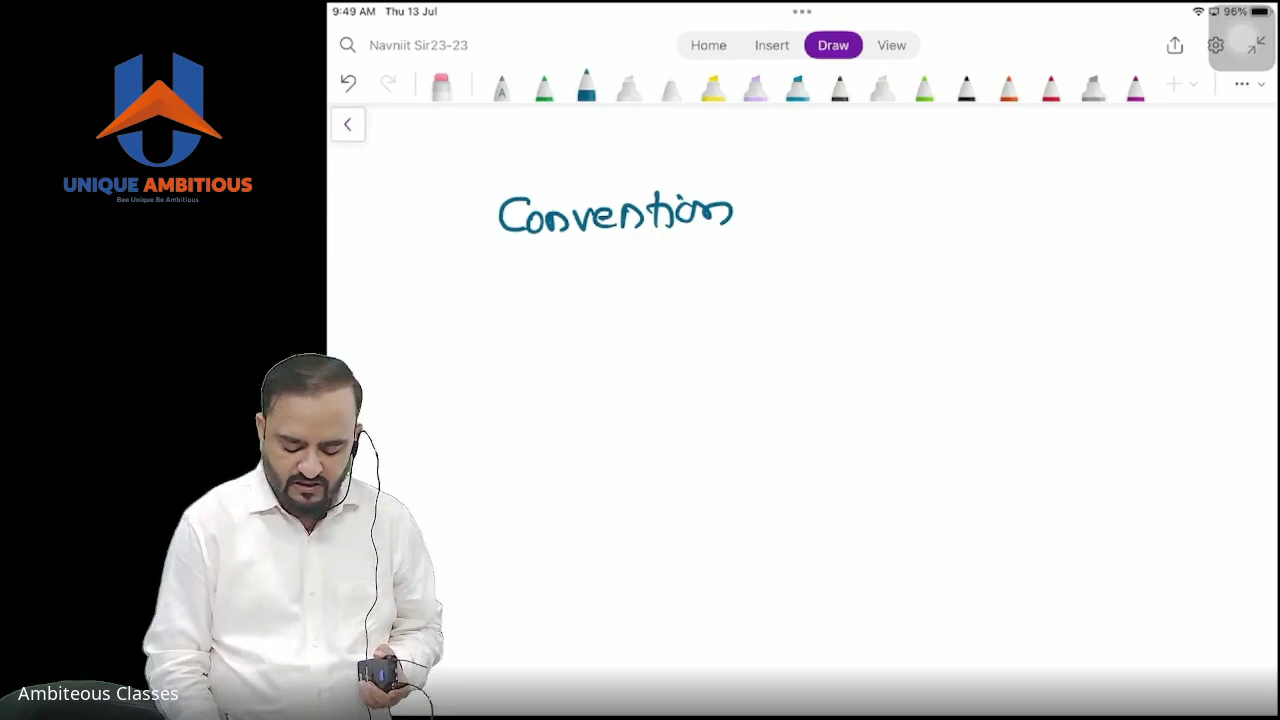 9:49 AM Thu 13 Jul
96%
Navniit Sir23-23
Home Insert Draw View
A
UNIQUE AMBITIOUS
Bee Unique Be Ambitious
Convention
Ambiteous Classes